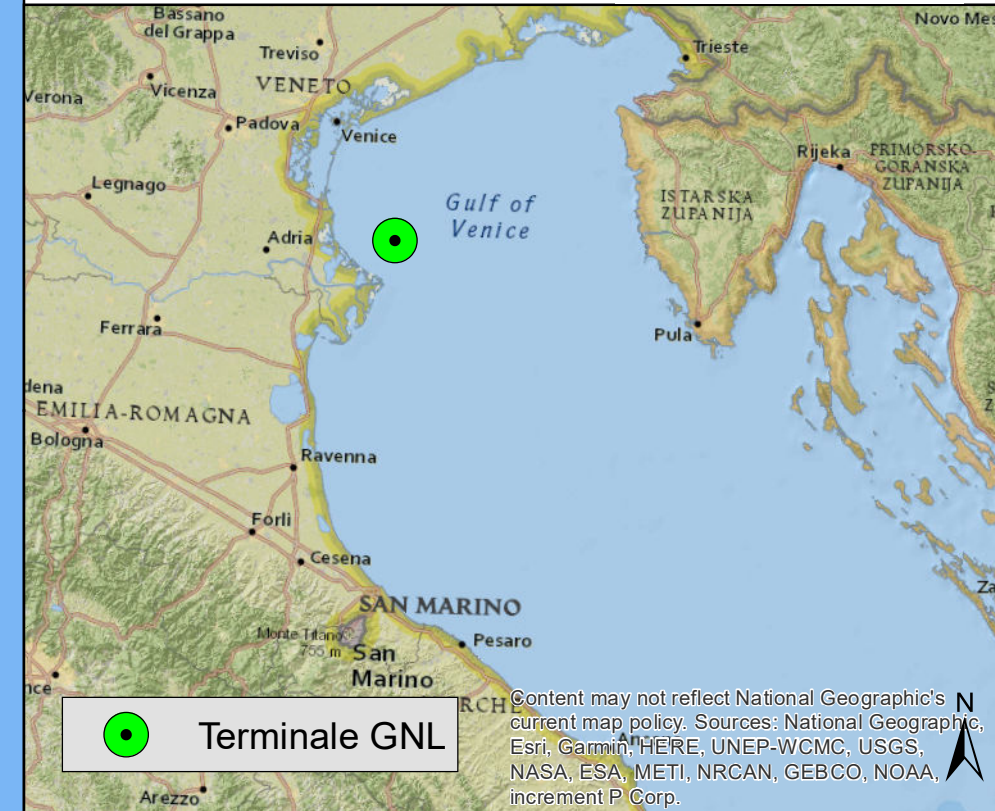 Bassano
del Grappa
Novo Mes
Treviso
Trieste
VENETO
Verona
Vicenza
Padova
Venice
Rijeka
PRIMORSKO-
GORANSKA
ZUPANIJA
Legnago
ISTARSKA
ZUPANIJA
Gulf of
Venice
Adria
Ferrara
Pula
dena
EMILIA-ROMAGNA
Bologna
Ravenna
Forlì
Cesena
Za
SAN MARINO
Monte Titano
755 m
Pesaro
San
Marino
nce
RCHE
Terminale GNL
Content may not reflect National Geographic's
current map policy. Sources: National Geographic,
Esri, Garmin, HERE, UNEP-WCMC, USGS,
NASA, ESA, METI, NRCAN, GEBCO, NOAA,
increment P Corp.
N
Arezzo